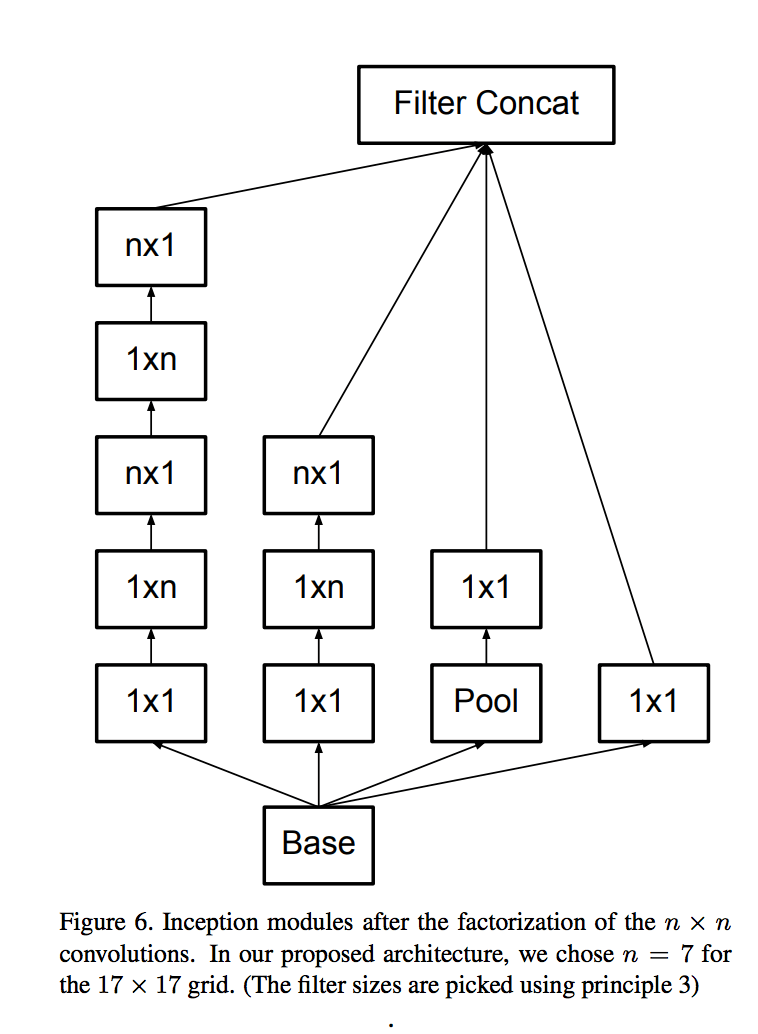 Filter Concat
nx1
1xn
nx1
nx1
1xn
1xn
1x1
1x1
1x1
Pool
1x1
Base
Figure 6. Inception modules after the factorization of the n × n
convolutions. In our proposed architecture, we chose n = 7 for
the 17 × 17 grid. (The filter sizes are picked using principle 3)
.